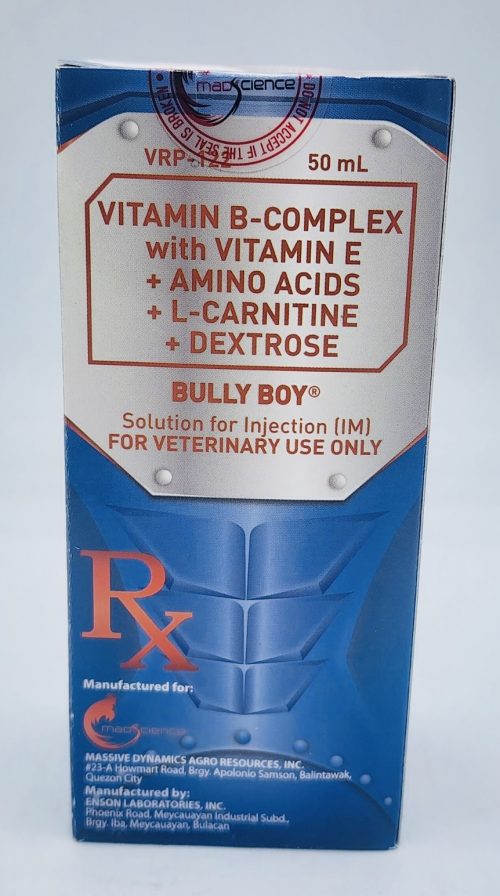 madScience
DO NOT ACCEPT IF THE SEAL IS BROKEN
VRP-122
50 mL
VITAMIN B-COMPLEX
with VITAMIN E
+ AMINO ACIDS
+ L-CARNITINE
+ DEXTROSE
BULLY BOY®
Solution for Injection (IM)
FOR VETERINARY USE ONLY
Rx
Manufactured for:
madScience
MASSIVE DYNAMICS AGRO RESOURCES, INC.
#23-A Howmart Road, Brgy. Apolonio Samson, Balintawak,
Quezon City
Manufactured by:
ENSON LABORATORIES, INC.
Phoenix Road, Meycauayan Industrial Subd.,
Brgy. Iba, Meycauayan, Bulacan